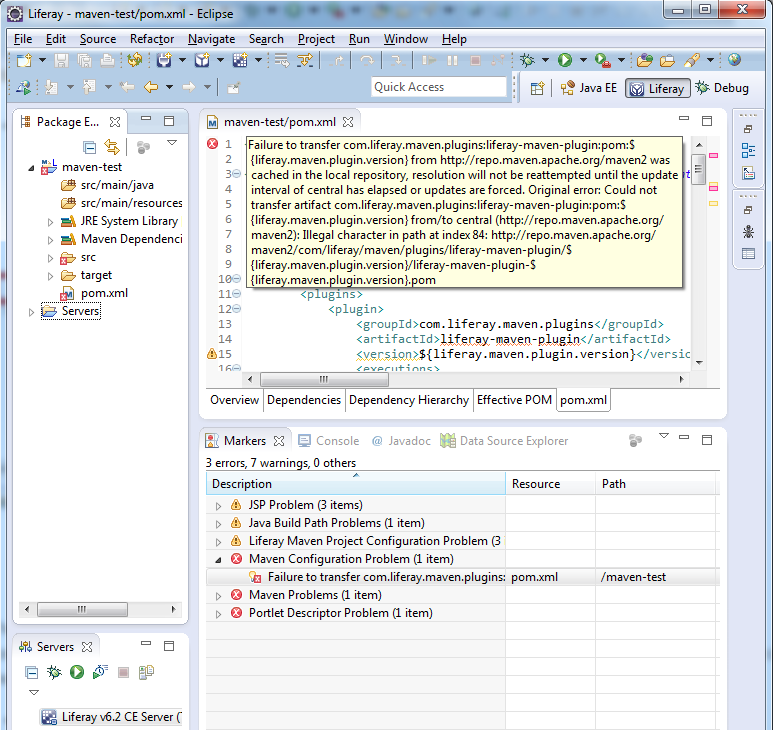 Liferay - maven-test/pom.xml - Eclipse
File Edit Source Refactor Navigate Search Project Run Window Help
Quick Access
Java EE Liferay Debug
Package E...
maven-test
src/main/java
src/main/resources
JRE System Library
Maven Dependenci
src
target
pom.xml
Servers
maven-test/pom.xml
1
2
3
4
5
6
7
8
9
10
Failure to transfer com.liferay.maven.plugins:liferay-maven-plugin:pom:$
{liferay.maven.plugin.version} from http://repo.maven.apache.org/maven2 was
cached in the local repository, resolution will not be reattempted until the update
interval of central has elapsed or updates are forced. Original error: Could not
transfer artifact com.liferay.maven.plugins:liferay-maven-plugin:pom:$
{liferay.maven.plugin.version} from/to central (http://repo.maven.apache.org/
maven2): Illegal character in path at index 84: http://repo.maven.apache.org/
maven2/com/liferay/maven/plugins/liferay-maven-plugin/$
{liferay.maven.plugin.version}/liferay-maven-plugin-$
{liferay.maven.plugin.version}.pom
11 <plugins>
12 <plugin>
13 <groupId>com.liferay.maven.plugins</groupId>
14 <artifactId>liferay-maven-plugin</artifactId>
15 <version>${liferay.maven.plugin.version}</versio
16 <executions>
Overview Dependencies Dependency Hierarchy Effective POM pom.xml
Markers Console Javadoc Data Source Explorer
3 errors, 7 warnings, 0 others
Description Resource Path
JSP Problem (3 items)
Java Build Path Problems (1 item)
Liferay Maven Project Configuration Problem (3
Maven Configuration Problem (1 item)
Failure to transfer com.liferay.maven.plugins: pom.xml /maven-test
Maven Problems (1 item)
Portlet Descriptor Problem (1 item)
Servers
Liferay v6.2 CE Server (